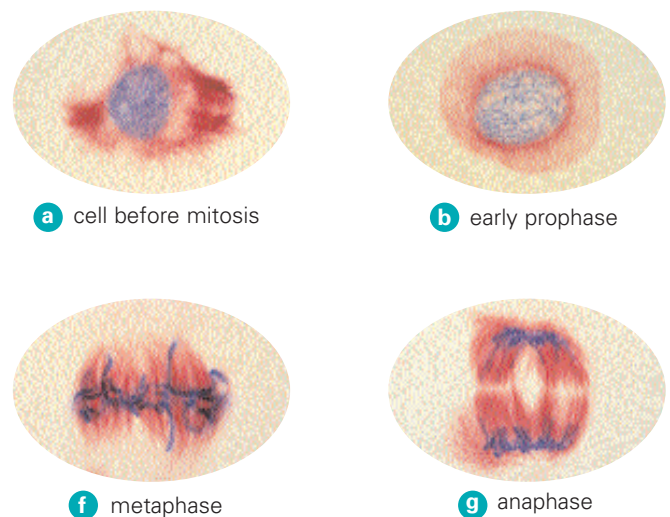 a cell before mitosis
b early prophase
f metaphase
g anaphase